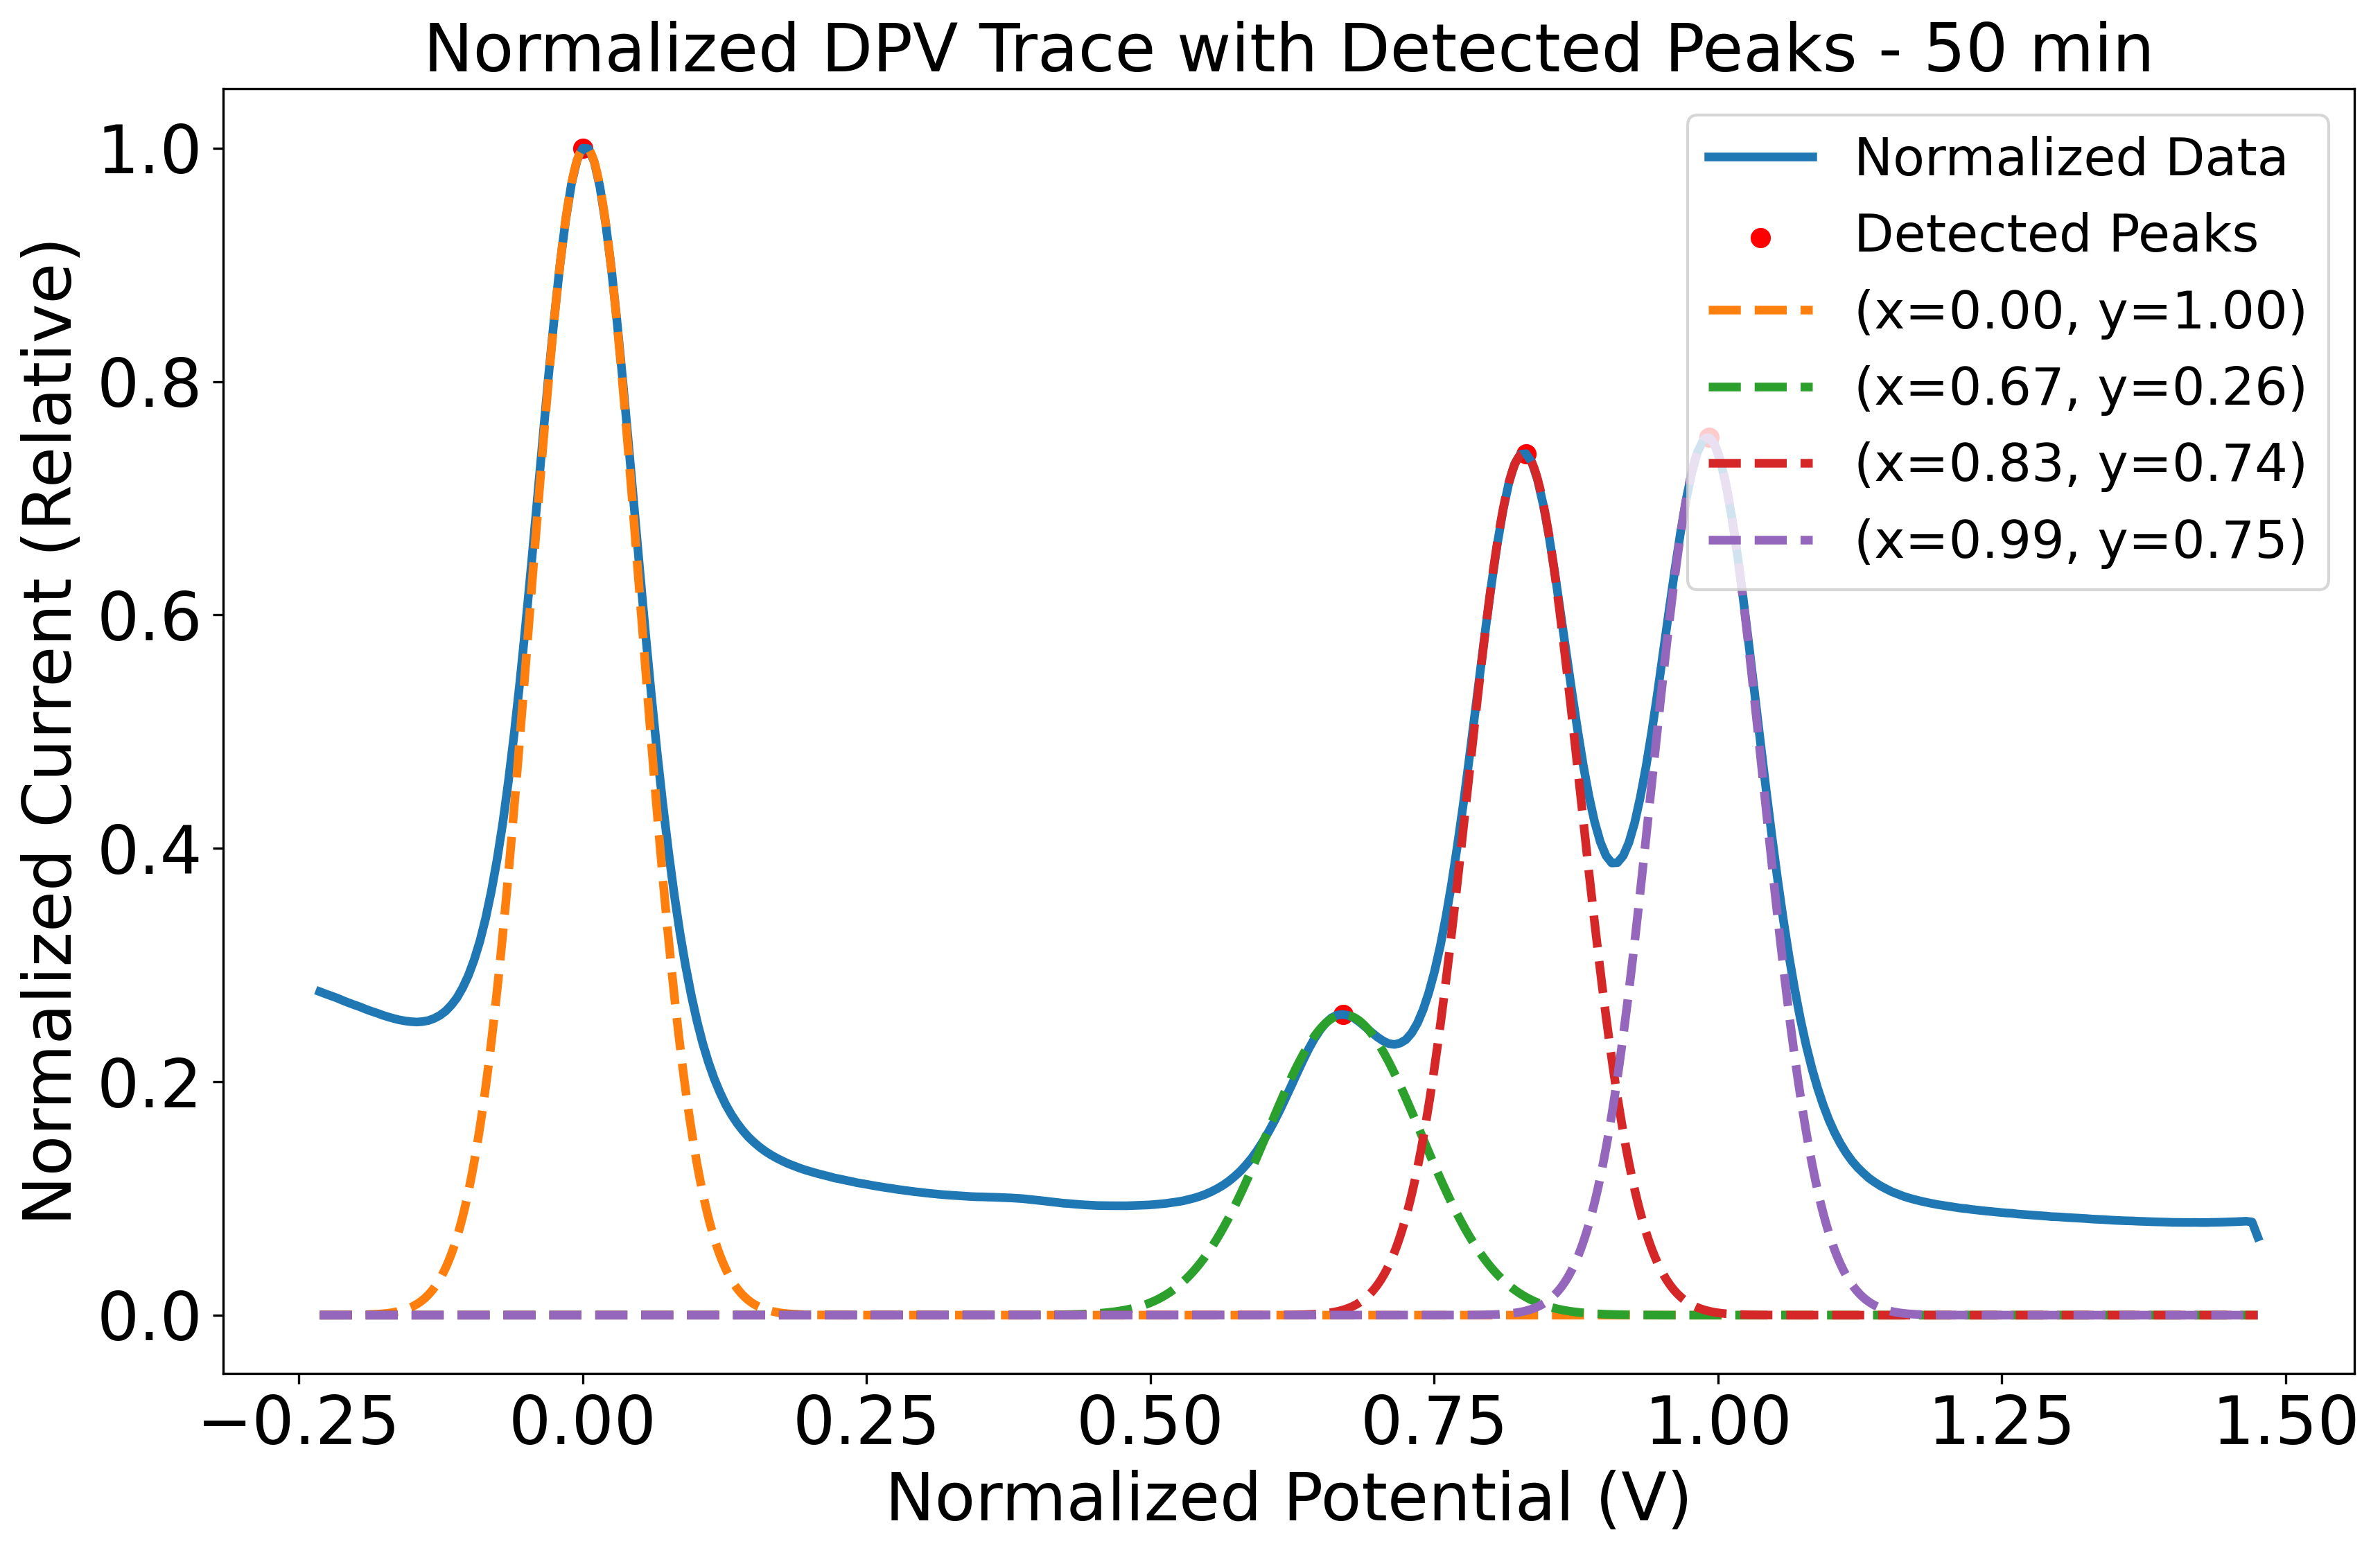 Normalized DPV Trace with Detected Peaks - 50 min
Normalized Current (Relative)
1.0
0.8
0.6
0.4
0.2
0.0
Normalized Data
Detected Peaks
(x=0.00, y=1.00)
(x=0.67, y=0.26)
(x=0.83, y=0.74)
(x=0.99, y=0.75)
−0.25 0.00 0.25 0.50 0.75 1.00 1.25 1.50
Normalized Potential (V)